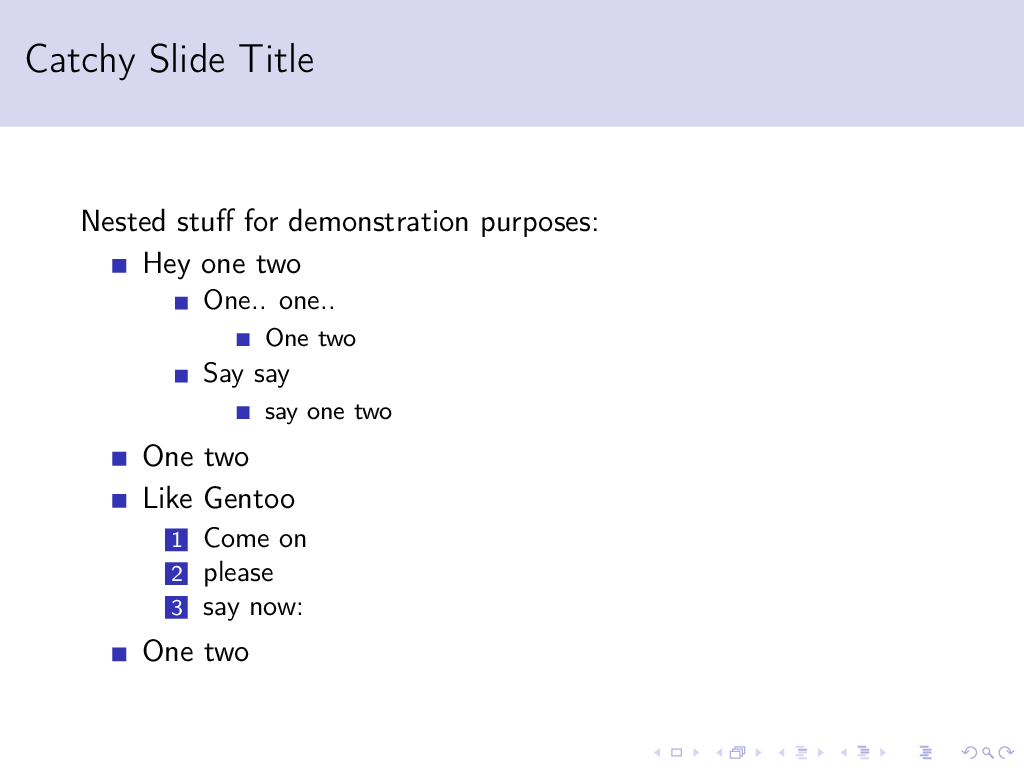 Catchy Slide Title
Nested stuff for demonstration purposes:
Hey one two
One.. one..
One two
Say say
say one two
One two
Like Gentoo
1 Come on
2 please
3 say now:
One two